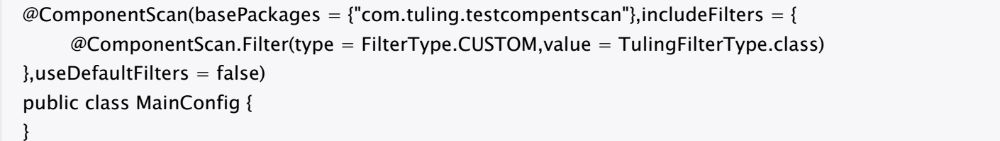 @ComponentScan(basePackages = {"com.tuling.testcompentscan"},includeFilters = {
@ComponentScan.Filter(type = FilterType.CUSTOM,value = TulingFilterType.class)
},useDefaultFilters = false)
public class MainConfig {
}